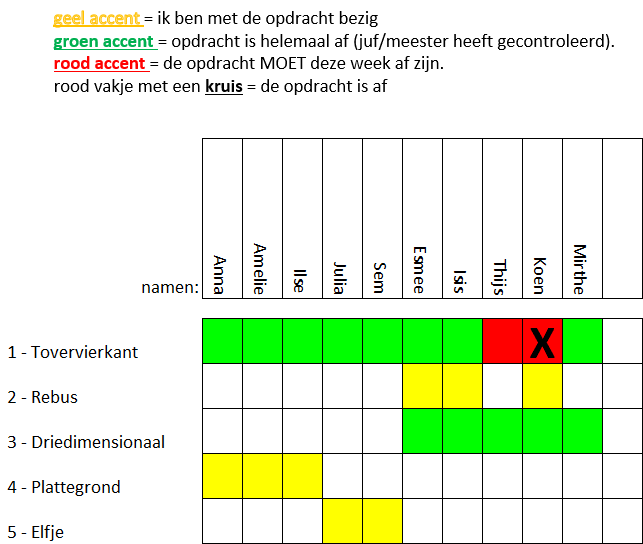 geel accent = ik ben met de opdracht bezig
groen accent = opdracht is helemaal af (juf/meester heeft gecontroleerd).
rood accent = de opdracht MOET deze week af zijn.
rood vakje met een kruis = de opdracht is af
namen:
Anna
Amelie
Ilse
Julia
Sem
Esmee
Isis
Thijs
Koen
Mirthe
1 - Tovervierkant
X
2 - Rebus
3 - Driedimensionaal
4 - Plattegrond
5 - Elfje